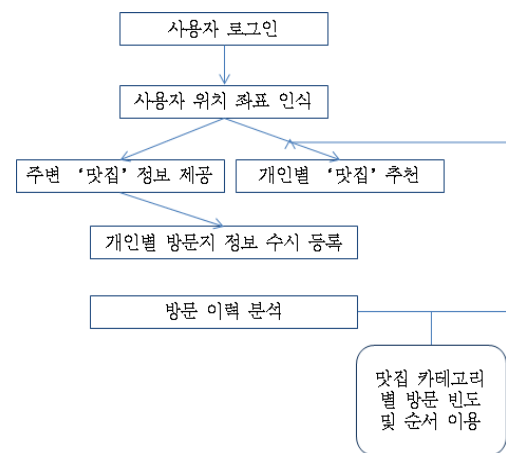 사용자 로그인
사용자 위치 좌표 인식
주변 ‘맛집’ 정보 제공
개인별 ‘맛집’ 추천
개인별 방문지 정보 수시 등록
방문 이력 분석
맛집 카테고리
별 방문 빈도
및 순서 이용